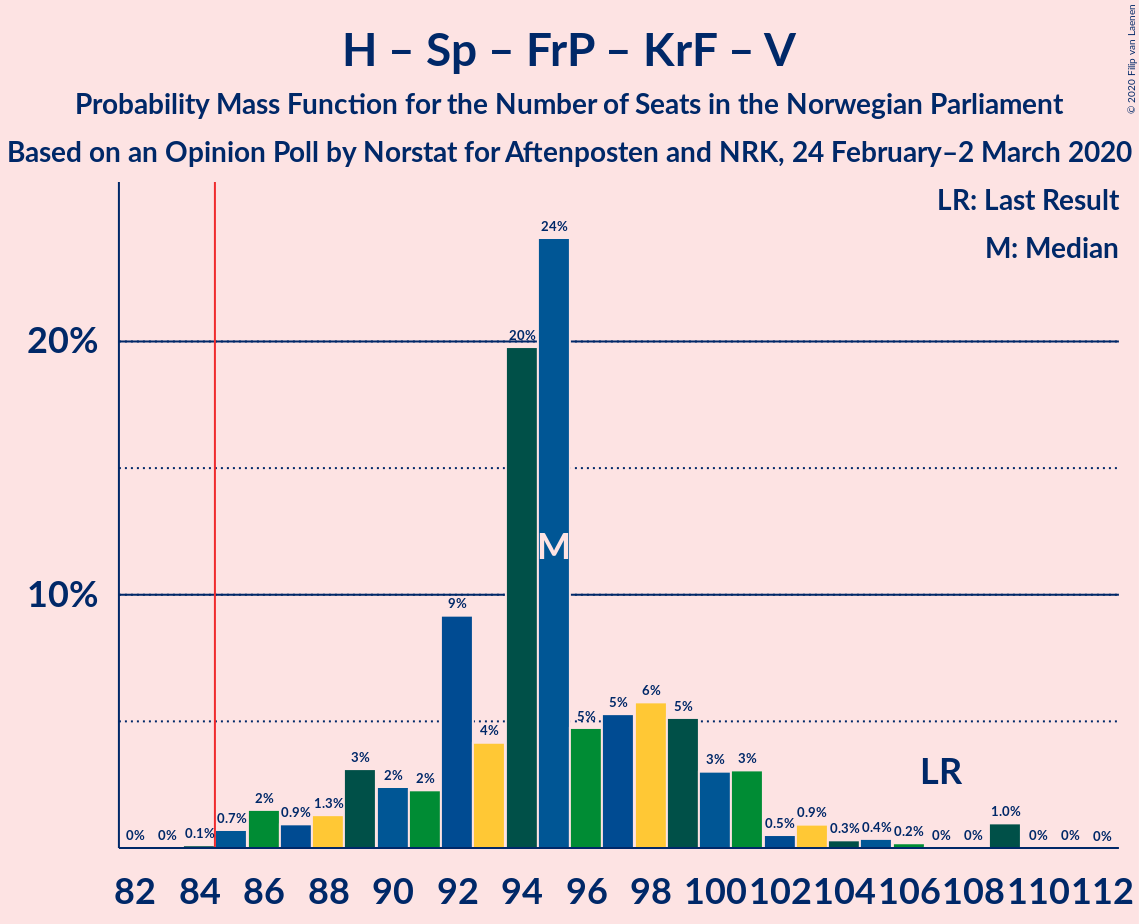 H – Sp – FrP – KrF – V
Probability Mass Function for the Number of Seats in the Norwegian Parliament
Based on an Opinion Poll by Norstat for Aftenposten and NRK, 24 February–2 March 2020
© 2020 Filip van Laenen
LR: Last Result
M: Median
20%
10%
0% 0% 0.1% 0.7% 2% 0.9% 1.3% 3% 2% 2% 9% 4% 20% 24% 5% 5% 6% 5% 3% 3% 0.5% 0.9% 0.3% 0.4% 0.2% 0% 0% 1.0% 0% 0% 0%
M
LR
82 84 86 88 90 92 94 96 98 100 102 104 106 108 110 112